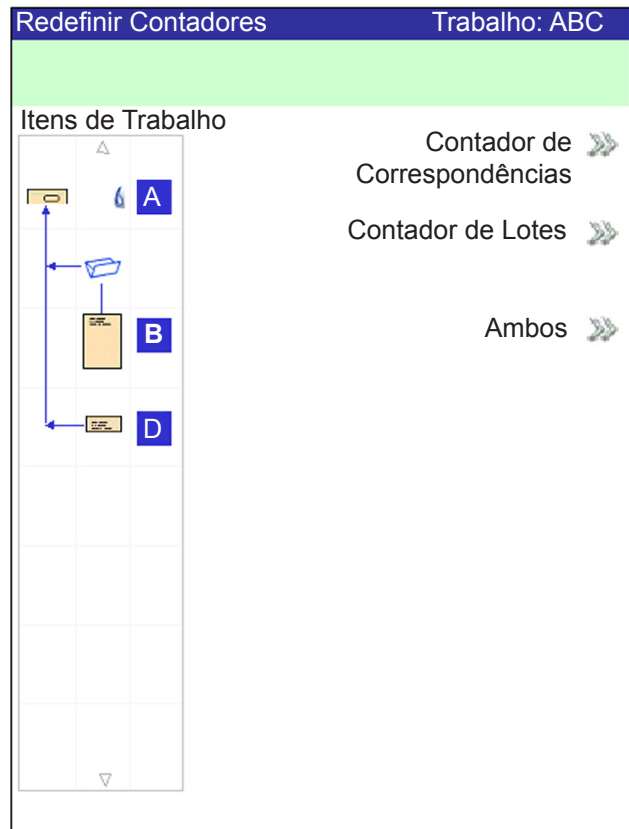 Redefinir Contadores Trabalho: ABC
Itens de Trabalho
Contador de
Correspondências
A
Contador de Lotes
B
Ambos
D